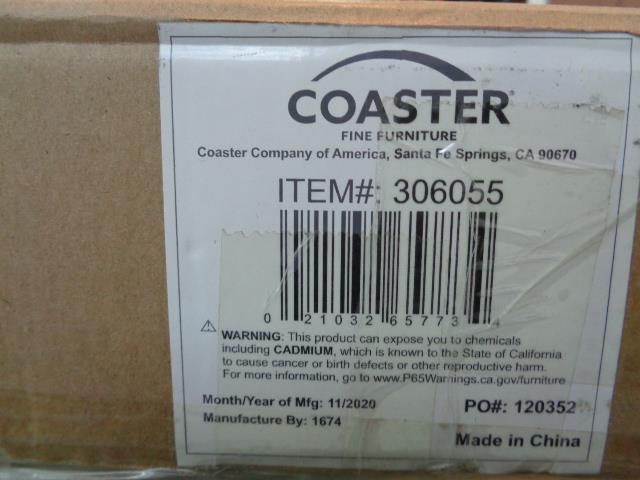 COASTER
FINE FURNITURE
Coaster Company of America, Santa Fe Springs, CA 90670
ITEM#: 306055
0 21032 65773 4
WARNING: This product can expose you to chemicals
including CADMIUM, which is known to the State of California
to cause cancer or birth defects or other reproductive harm.
For more information, go to www.P65Warnings.ca.gov/furniture
Month/Year of Mfg: 11/2020
PO#: 120352
Manufacture By: 1674
Made in China